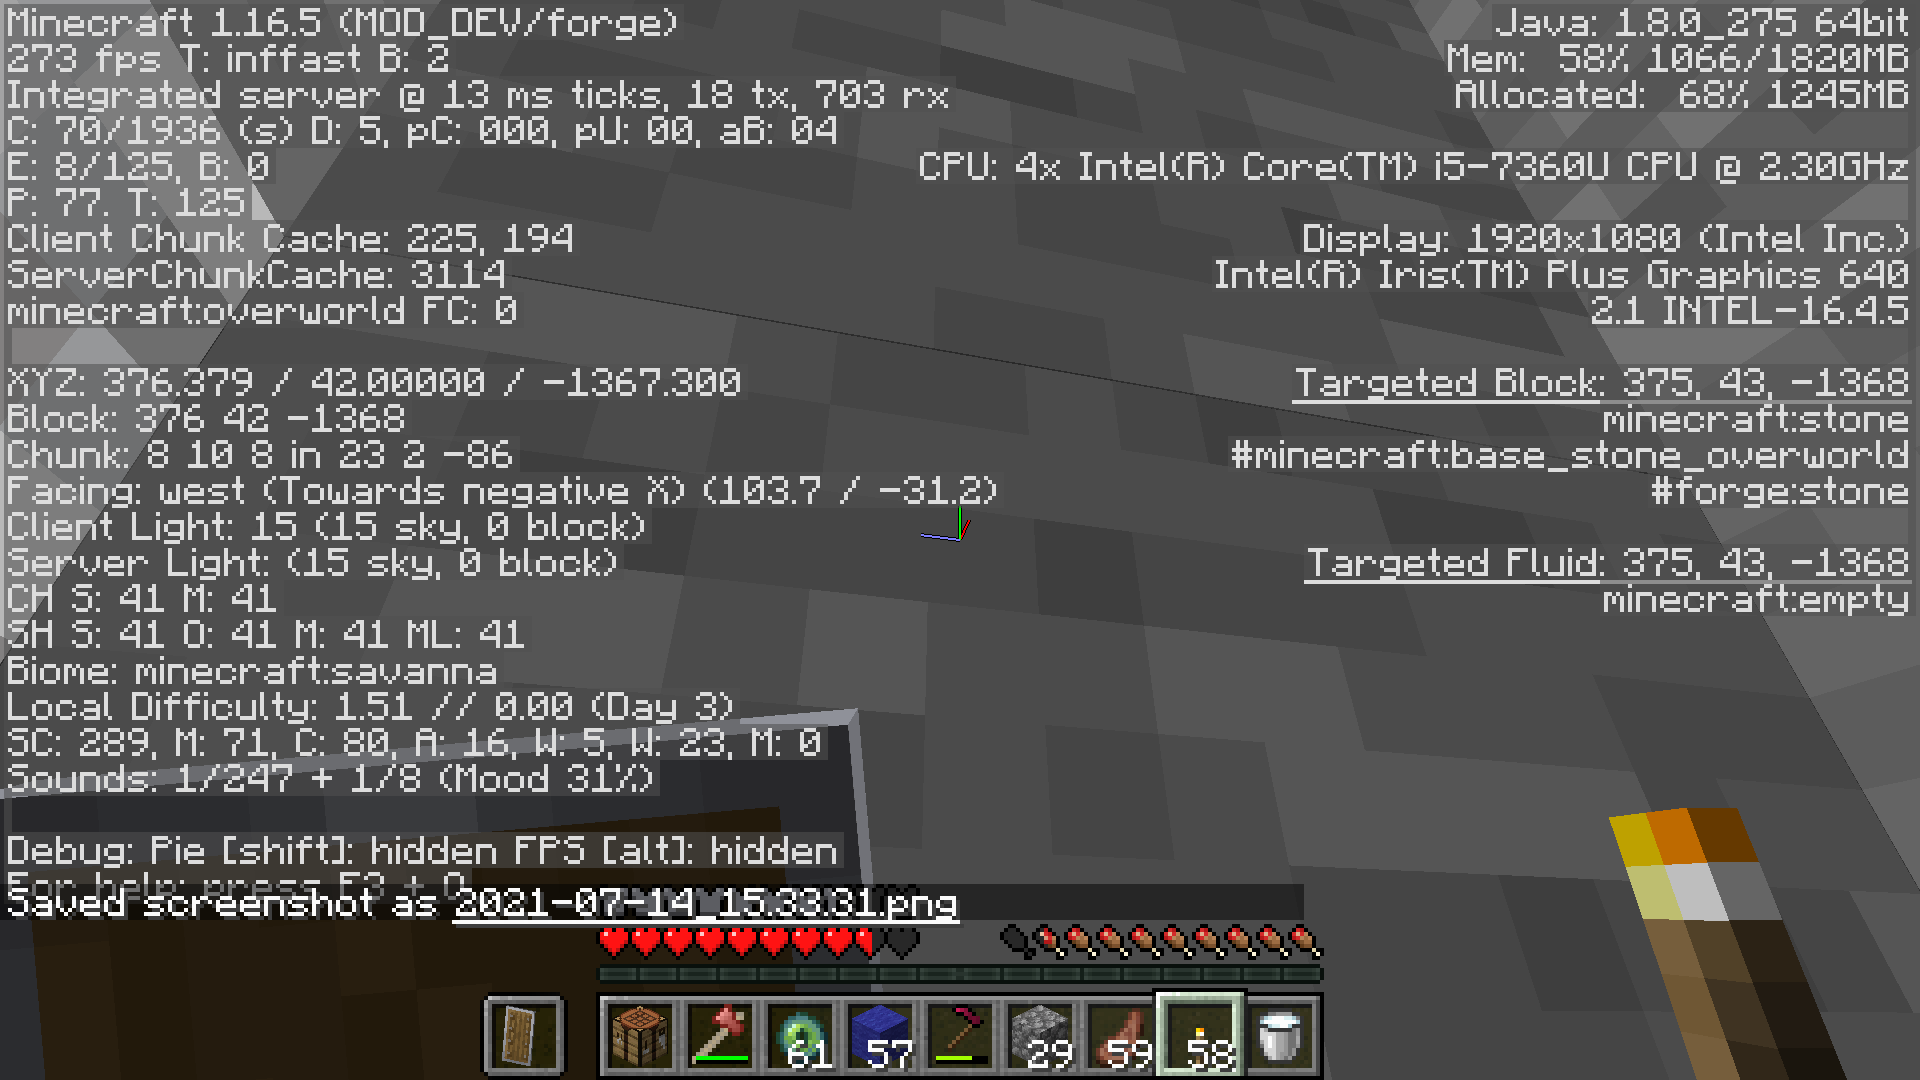 Minecraft 1.16.5 (MOD_DEV/forge)
273 fps T: inffast B: 2
Integrated server @ 13 ms ticks, 18 tx, 703 rx
C: 70/1936 (s) D: 5, pC: 000, pU: 00, aB: 04
E: 8/125, B: 0
P: 77. T: 125
Client Chunk Cache: 225, 194
ServerChunkCache: 3114
minecraft:overworld FC: 0
XYZ: 376.379 / 42.00000 / -1367.300
Block: 376 42 -1368
Chunk: 8 10 8 in 23 2 -86
Facing: west (Towards negative X) (103.7 / -31.2)
Client Light: 15 (15 sky, 0 block)
Server Light: (15 sky, 0 block)
CH S: 41 M: 41
SH S: 41 O: 41 M: 41 ML: 41
Biome: minecraft:savanna
Local Difficulty: 1.51 // 0.00 (Day 3)
SC: 289, M: 71, C: 80, A: 16, W: 5, W: 23, M: 0
Sounds: 1/247 + 1/8 (Mood 31%)
Debug: Pie [shift]: hidden FPS [alt]: hidden
For help: press F3 + Q
Saved screenshot as 2021-07-14_15.33.31.png
Java: 1.8.0_275 64bit
Mem: 58% 1066/1820MB
Allocated: 68% 1245MB
CPU: 4x Intel(R) Core(TM) i5-7360U CPU @ 2.30GHz
Display: 1920x1080 (Intel Inc.)
Intel(R) Iris(TM) Plus Graphics 640
2.1 INTEL-16.4.5
Targeted Block: 375, 43, -1368
minecraft:stone
#minecraft:base_stone_overworld
#forge:stone
Targeted Fluid: 375, 43, -1368
minecraft:empty
61 57 29 59 58